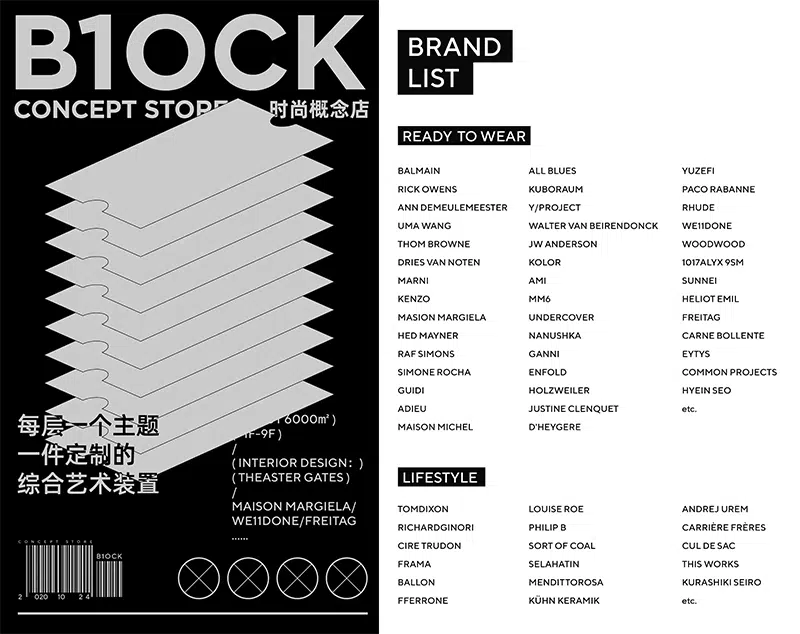 B1OCK
CONCEPT STORE 时尚概念店
每层一个主题
一件定制的
综合艺术装置
6000㎡ )
1F-9F )
/
( INTERIOR DESIGN: )
( THEASTER GATES )
/
MAISON MARGIELA/
WE11DONE/FREITAG
......
CONCEPT STORE
B1OCK
2 020 10 24
BRAND
LIST
READY TO WEAR
BALMAIN
RICK OWENS
ANN DEMEULEMEESTER
UMA WANG
THOM BROWNE
DRIES VAN NOTEN
MARNI
KENZO
MASION MARGIELA
HED MAYNER
RAF SIMONS
SIMONE ROCHA
GUIDI
ADIEU
MAISON MICHEL
ALL BLUES
KUBORAUM
Y/PROJECT
WALTER VAN BEIRENDONCK
JW ANDERSON
KOLOR
AMI
MM6
UNDERCOVER
NANUSHKA
GANNI
ENFOLD
HOLZWEILER
JUSTINE CLENQUET
D'HEYGERE
YUZEFI
PACO RABANNE
RHUDE
WE11DONE
WOODWOOD
1017ALYX 9SM
SUNNEI
HELIOT EMIL
FREITAG
CARNE BOLLENTE
EYTYS
COMMON PROJECTS
HYEIN SEO
etc.
LIFESTYLE
TOMDIXON
RICHARDGINORI
CIRE TRUDON
FRAMA
BALLON
FFERRONE
LOUISE ROE
PHILIP B
SORT OF COAL
SELAHATIN
MENDITTOROSA
KÜHN KERAMIK
ANDREJ UREM
CARRIÈRE FRÈRES
CUL DE SAC
THIS WORKS
KURASHIKI SEIRO
etc.